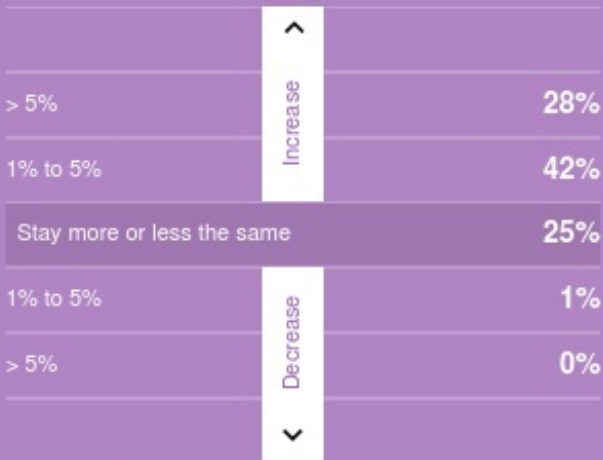 > 5% 28%
Increase
1% to 5% 42%
Stay more or less the same 25%
1% to 5% 1%
Decrease
> 5% 0%